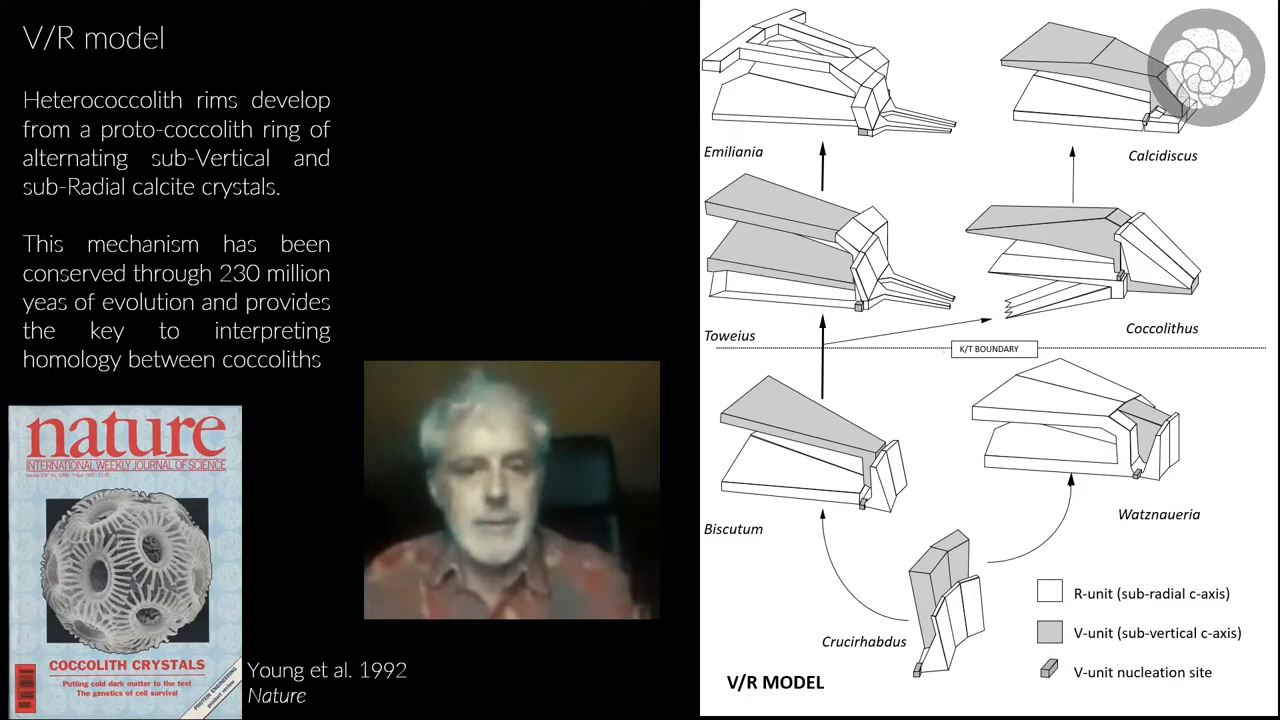 V/R model
Heterococcolith rims develop
from a proto-coccolith ring of
alternating sub-Vertical and
sub-Radial calcite crystals.
This mechanism has been
conserved through 230 million
yeas of evolution and provides
the key to interpreting
homology between coccoliths
nature
INTERNATIONAL WEEKLY JOURNAL OF SCIENCE
COCCOLITH CRYSTALS
Putting cold dark matter to the test
The genetics of cell survival
PROTEIN ENGINEERING
Young et al. 1992
Nature
Emiliania
Calcidiscus
Toweius
Coccolithus
K/T BOUNDARY
Biscutum
Watznaueria
Crucirhabdus
R-unit (sub-radial c-axis)
V-unit (sub-vertical c-axis)
V-unit nucleation site
V/R MODEL